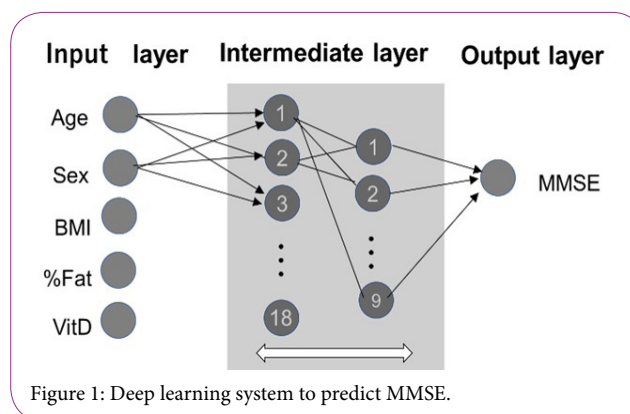 Input layer Intermediate layer Output layer
Age
Sex
BMI
%Fat
VitD
1
2
3
18
1
2
9
MMSE
Figure 1: Deep learning system to predict MMSE.